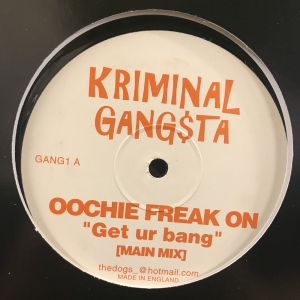 KRIMINAL
GANG$TA
GANG1 A
OOCHIE FREAK ON
"Get ur bang"
[MAIN MIX]
thedogs_@hotmail.com
MADE IN ENGLAND